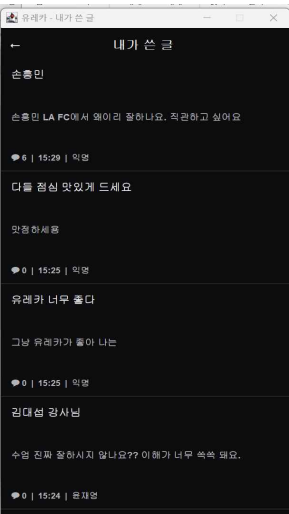 유레카 - 내가 쓴 글
← 내가 쓴 글
손흥민
손흥민 LA FC에서 왜이리 잘하나요. 직관하고 싶어요
6 | 15:29 | 익명
다들 점심 맛있게 드세요
맛점하세용
0 | 15:25 | 익명
유레카 너무 좋다
그냥 유레카가 좋아 나는
0 | 15:25 | 익명
김대섭 강사님
수업 진짜 잘하시지 않나요?? 이해가 너무 쏙쏙 돼요.
0 | 15:24 | 윤재영